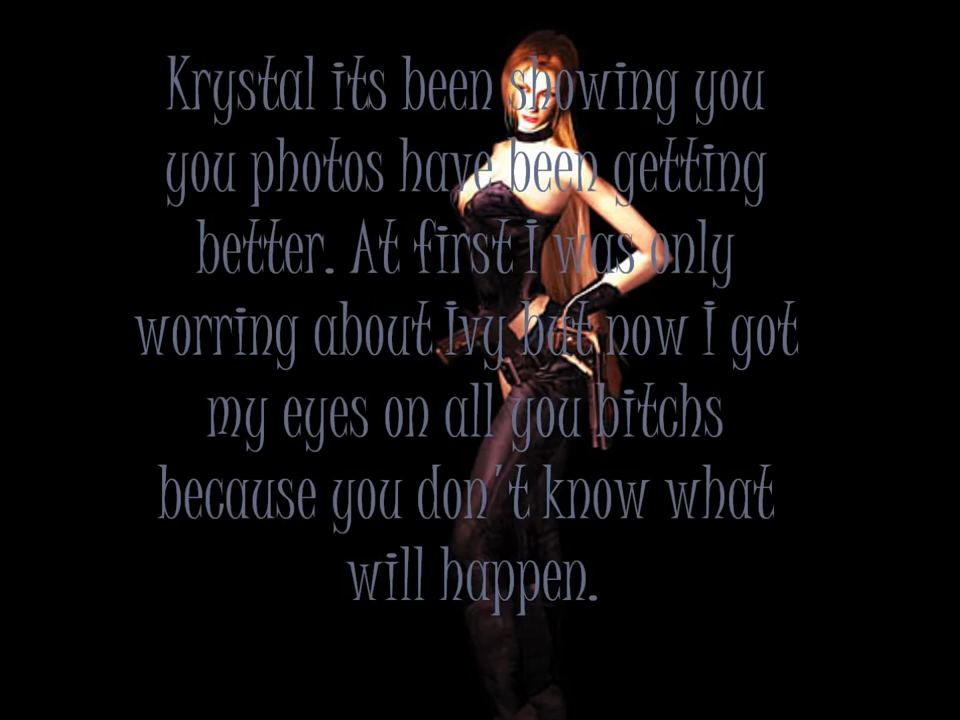 Krystal its been showing you
you photos have been getting
better. At first I was only
worring about Ivy but now I got
my eyes on all you bitchs
because you don't know what
will happen.